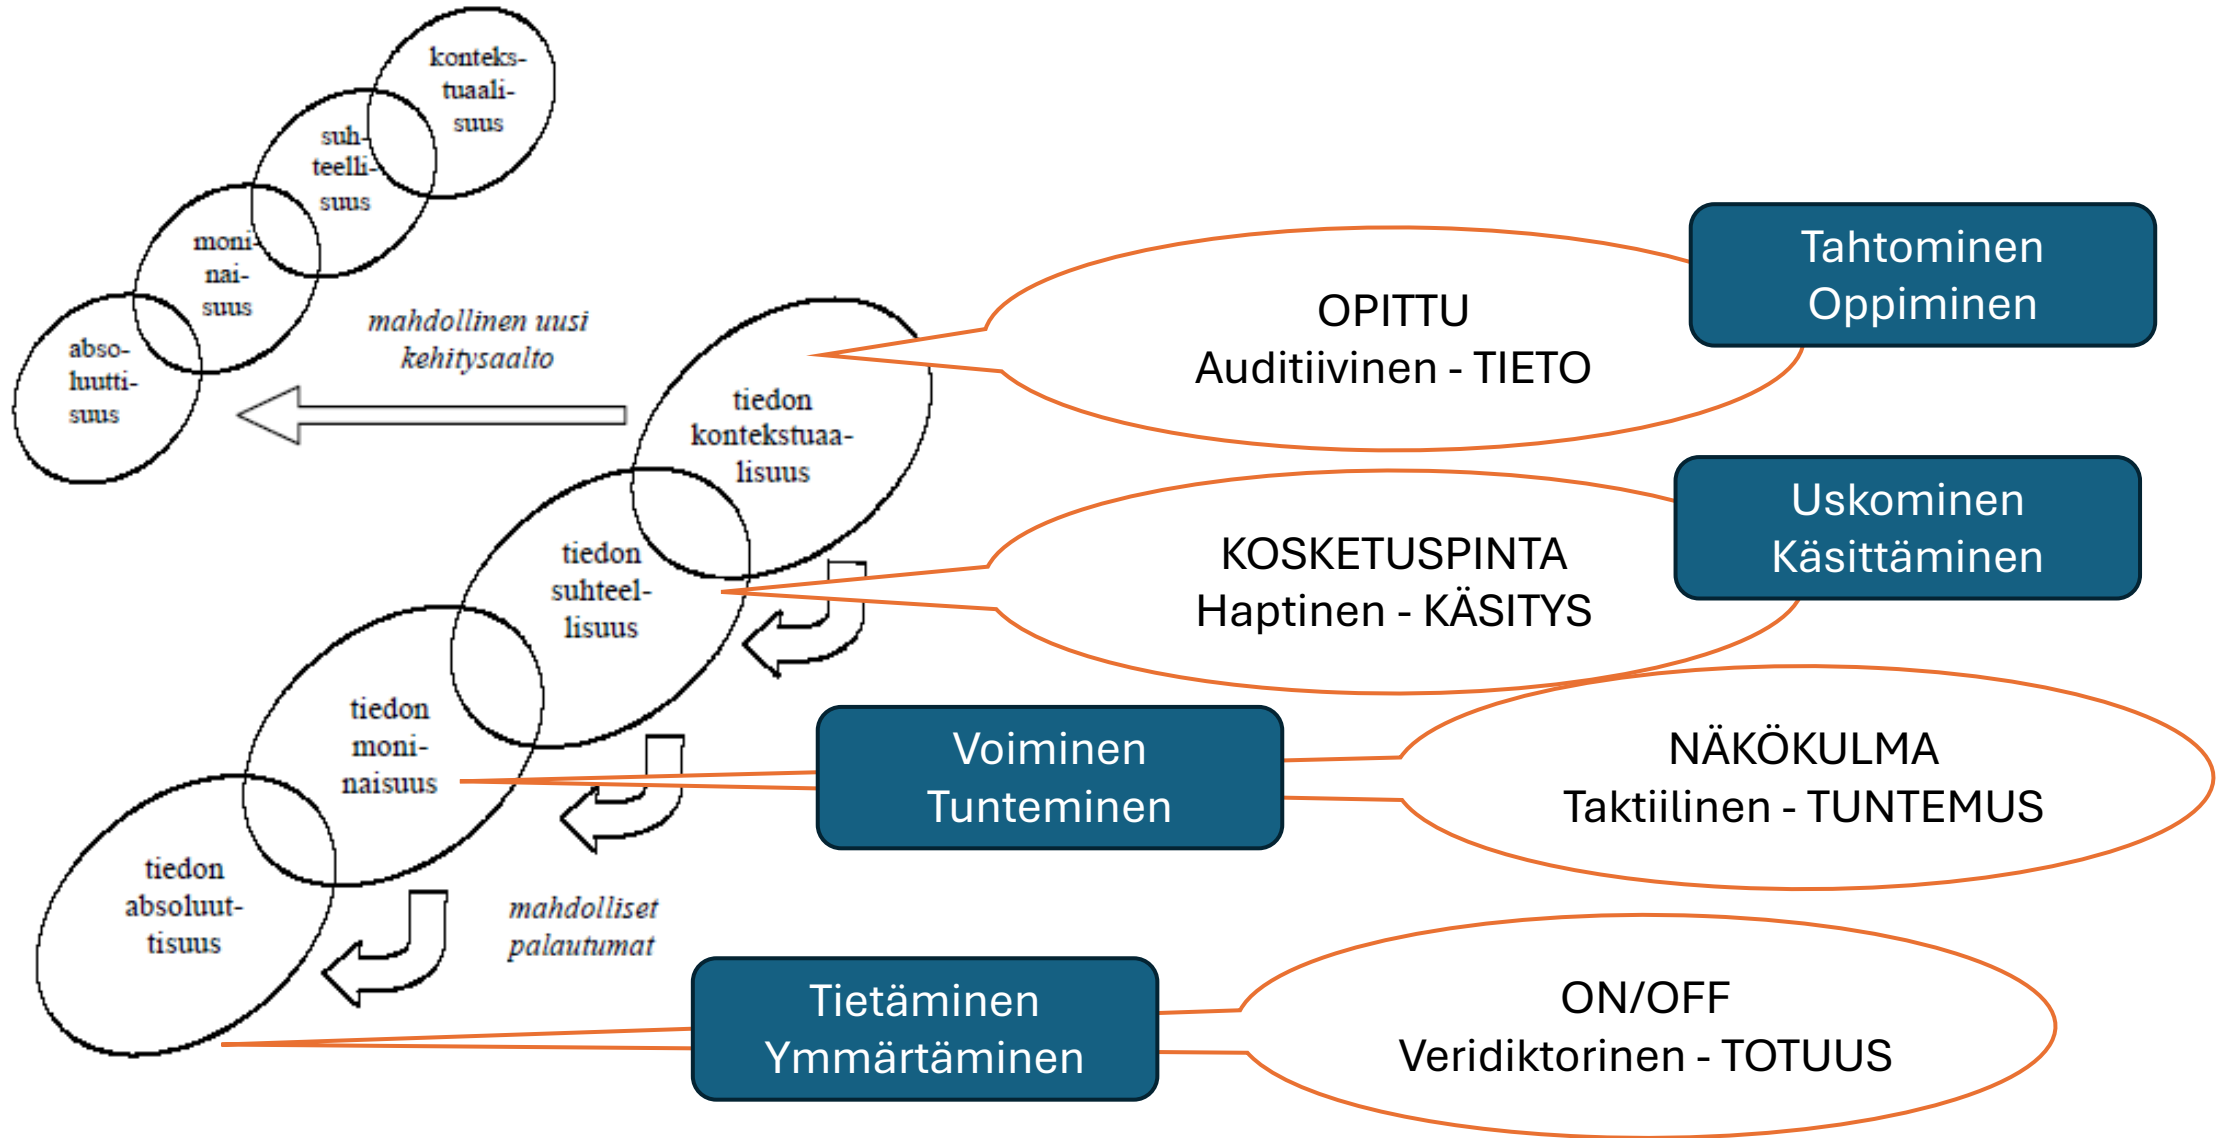 konteks-
tuaali-
suus
suh-
teelli-
suus
moni-
nai-
suus
abso-
luutti-
suus
mahdollinen uusi
kehitysaalto
tiedon
kontekstuaa-
lisuus
tiedon
suhteel-
lisuus
tiedon
moni-
naisuus
tiedon
absoluut-
tisuus
mahdolliset
palautumat
OPITTU
Auditiivinen - TIETO
Tahtominen
Oppiminen
KOSKETUSPINTA
Haptinen - KÄSITYS
Uskominen
Käsittäminen
Voiminen
Tunteminen
NÄKÖKULMA
Taktiilinen - TUNTEMUS
Tietäminen
Ymmärtäminen
ON/OFF
Veridiktorinen - TOTUUS